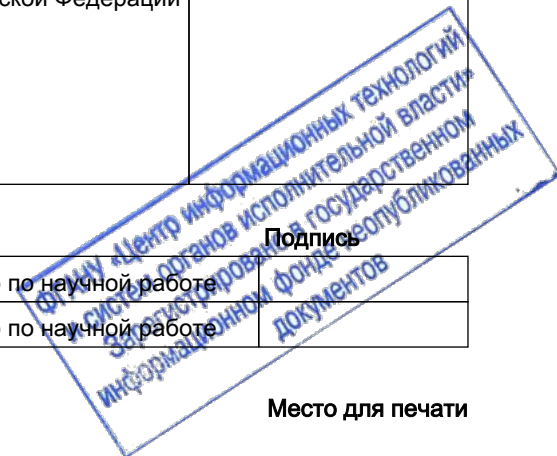 ской Федерации
Подпись
по научной работе
по научной работе
Место для печати
ФГАНУ «Центр информационных технологий
и систем органов исполнительной власти»
Зарегистрировано в государственном
информационном фонде неопубликованных
документов